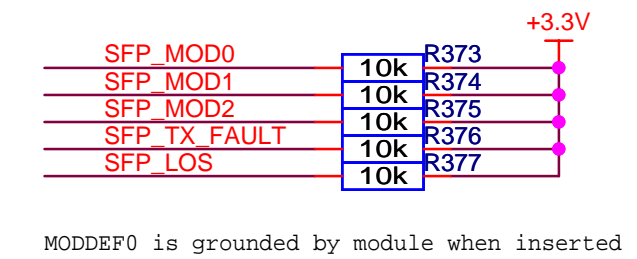 +3.3V
SFP_MOD0 10k R373
SFP_MOD1 10k R374
SFP_MOD2 10k R375
SFP_TX_FAULT 10k R376
SFP_LOS 10k R377
MODDEF0 is grounded by module when inserted